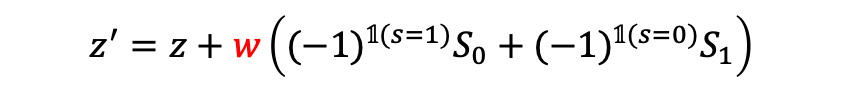 z′ = z + w((−1)^𝟙(s=1) S₀ + (−1)^𝟙(s=0) S₁)